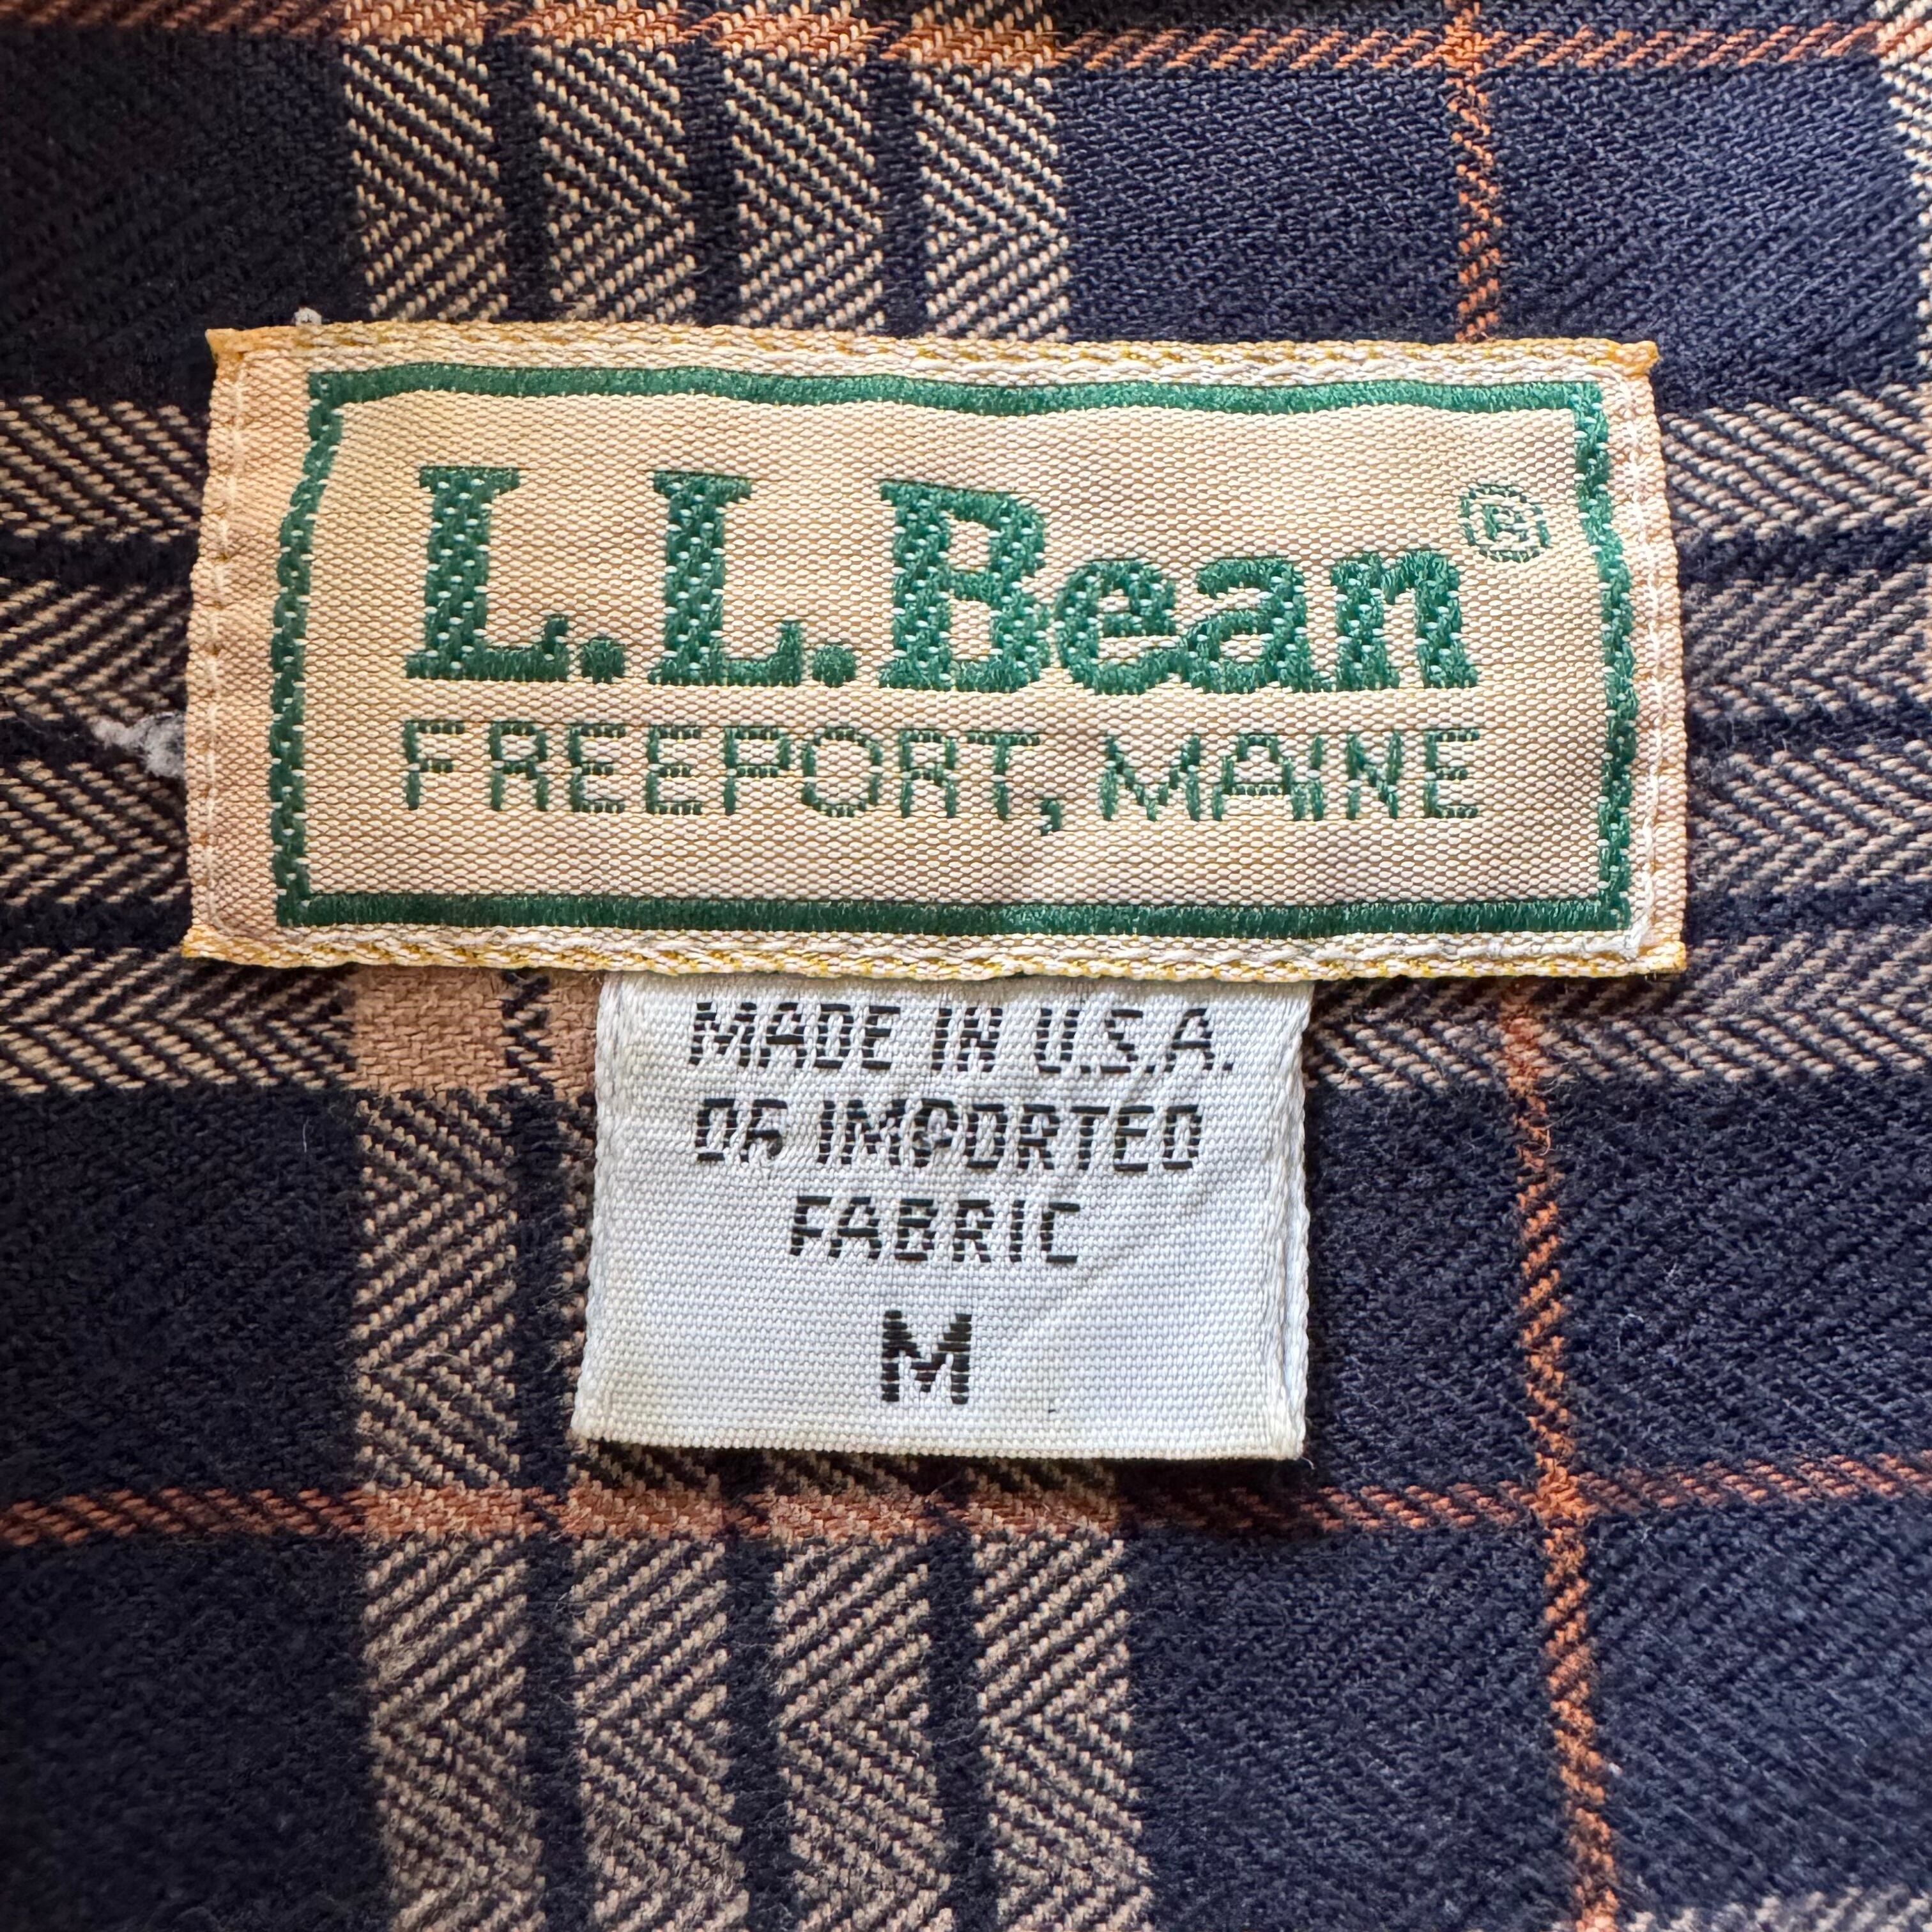 L.L.Bean®
FREEPORT, MAINE
MADE IN U.S.A.
OF IMPORTED
FABRIC
M